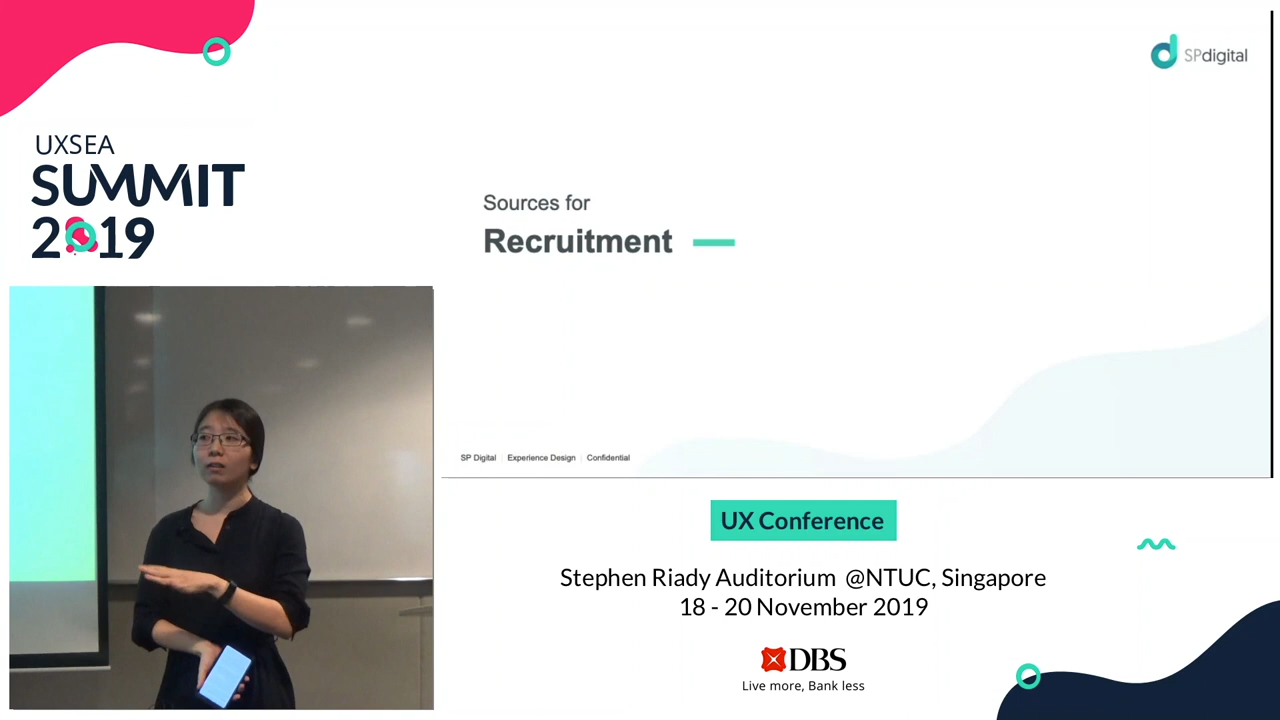 UXSEA
SUMMIT
2019
SPdigital
Sources for
Recruitment
SP Digital | Experience Design | Confidential
UX Conference
Stephen Riady Auditorium @NTUC, Singapore
18 - 20 November 2019
DBS
Live more, Bank less